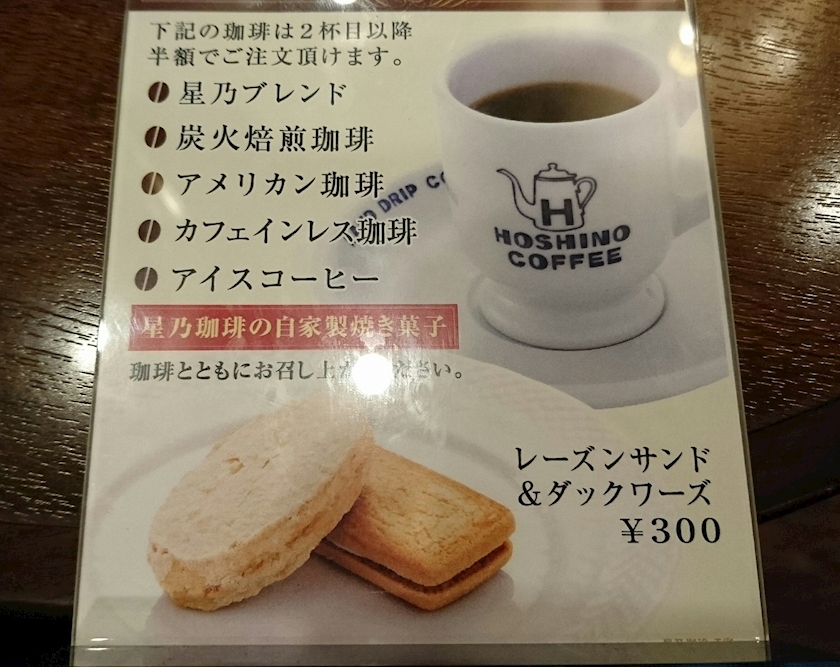 下記の珈琲は２杯目以降
半額でご注文頂けます。
星乃ブレンド
炭火焙煎珈琲
アメリカン珈琲
カフェインレス珈琲
アイスコーヒー
DRIP
H
HOSHINO
COFFEE
星乃珈琲の自家製焼き菓子
珈琲とともにお召し上 さい。
レーズンサンド
＆ダックワーズ
￥300